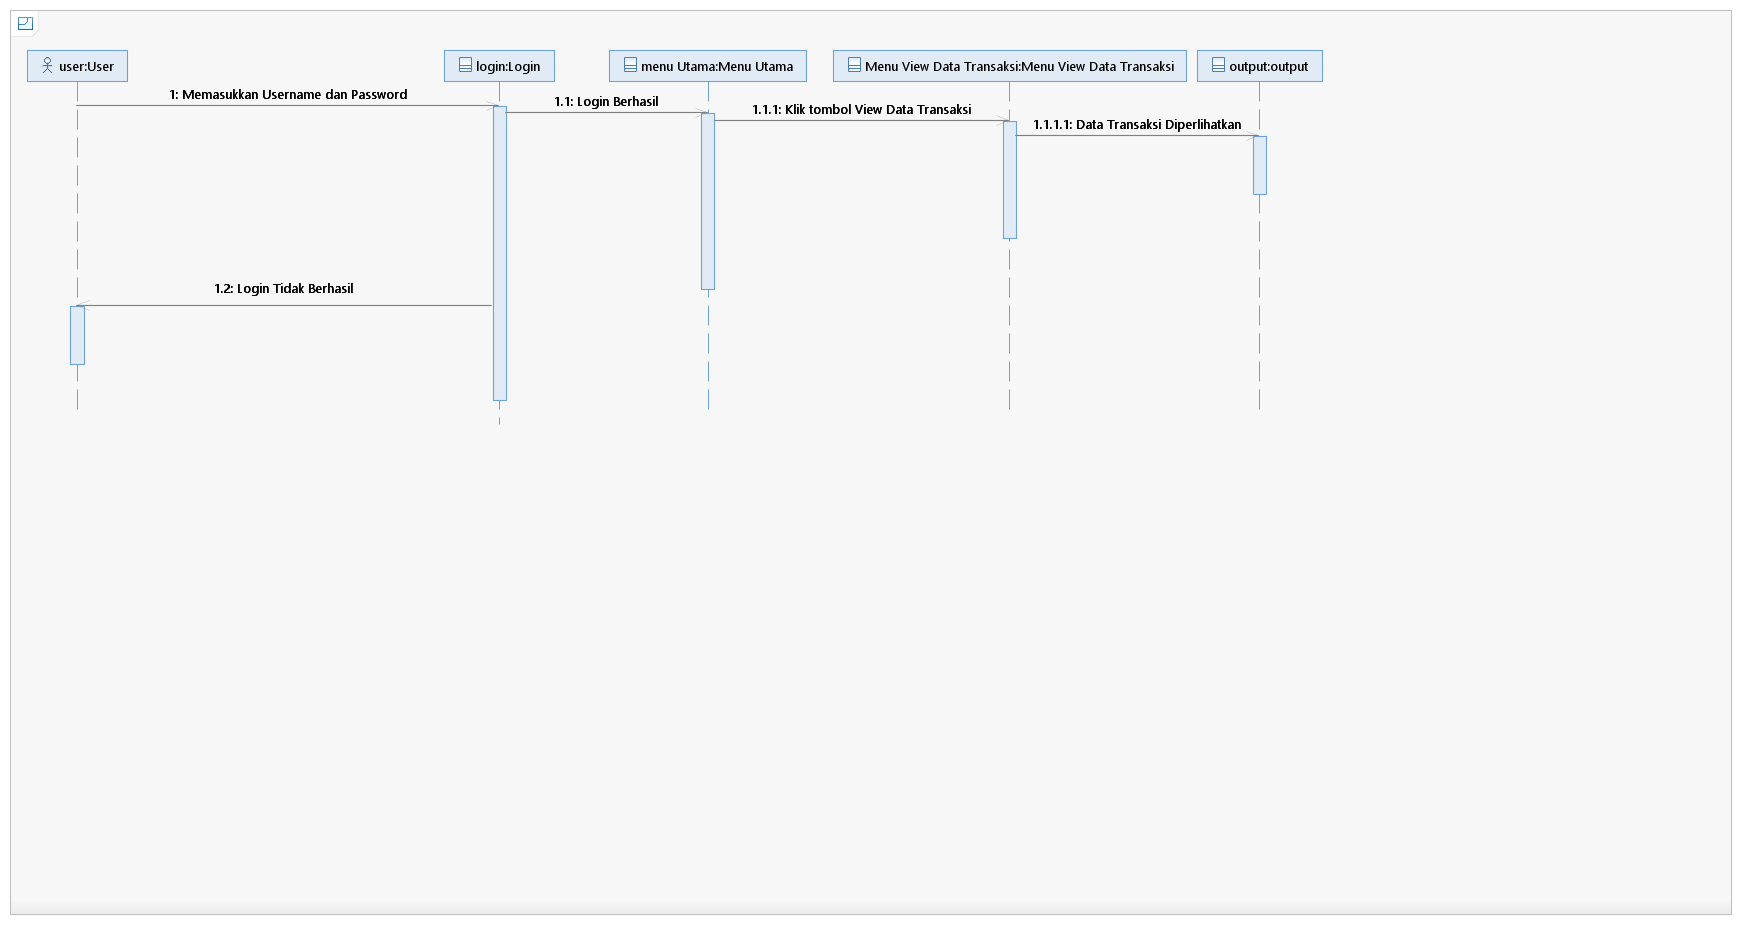 user:User
login:Login
menu Utama:Menu Utama
Menu View Data Transaksi:Menu View Data Transaksi
output:output
1: Memasukkan Username dan Password
1.1: Login Berhasil
1.1.1: Klik tombol View Data Transaksi
1.1.1.1: Data Transaksi Diperlihatkan
1.2: Login Tidak Berhasil